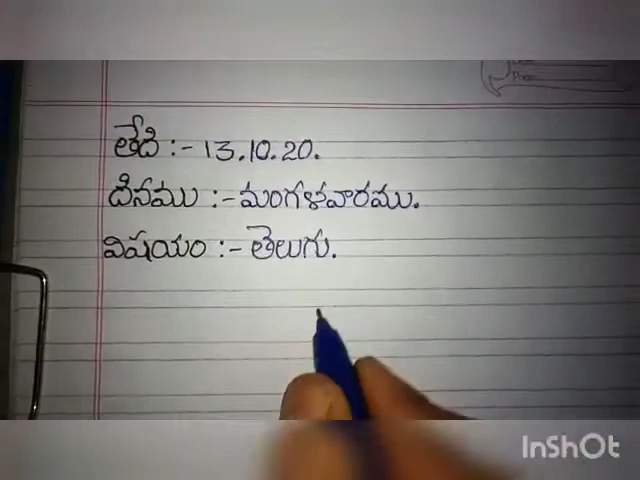 తేది :- 13.10.20.
దినము :- మంగళవారము.
విషయం :- తెలుగు.
InShOt